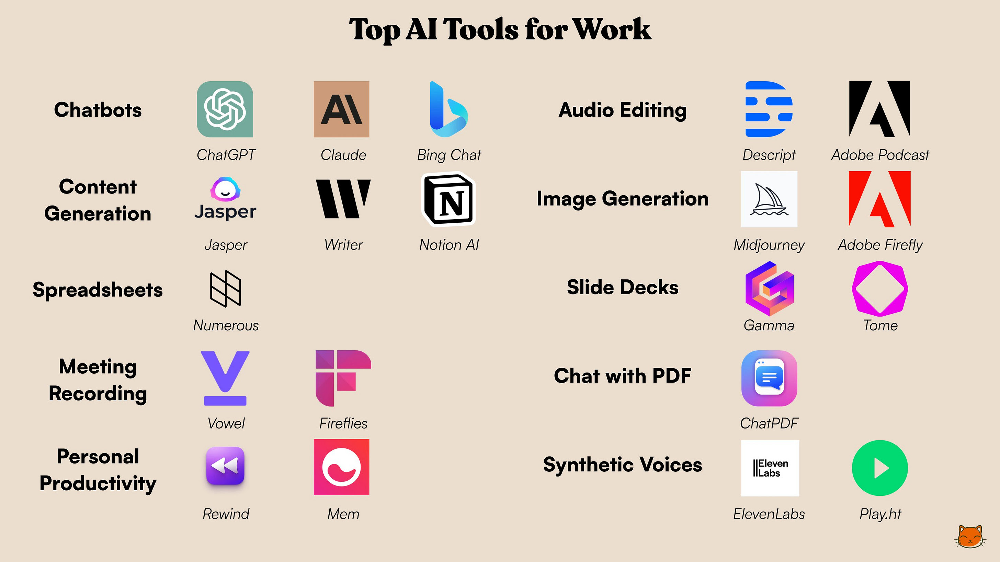 Top AI Tools for Work
Chatbots
ChatGPT
Claude
Bing Chat
Content
Generation
Jasper
Jasper
Writer
N
Notion AI
Spreadsheets
Numerous
Meeting
Recording
Vowel
Fireflies
Personal
Productivity
Rewind
Mem
Audio Editing
Descript
Adobe Podcast
Image Generation
Midjourney
Adobe Firefly
Slide Decks
Gamma
Tome
Chat with PDF
ChatPDF
Synthetic Voices
||Eleven
Labs
ElevenLabs
Play.ht